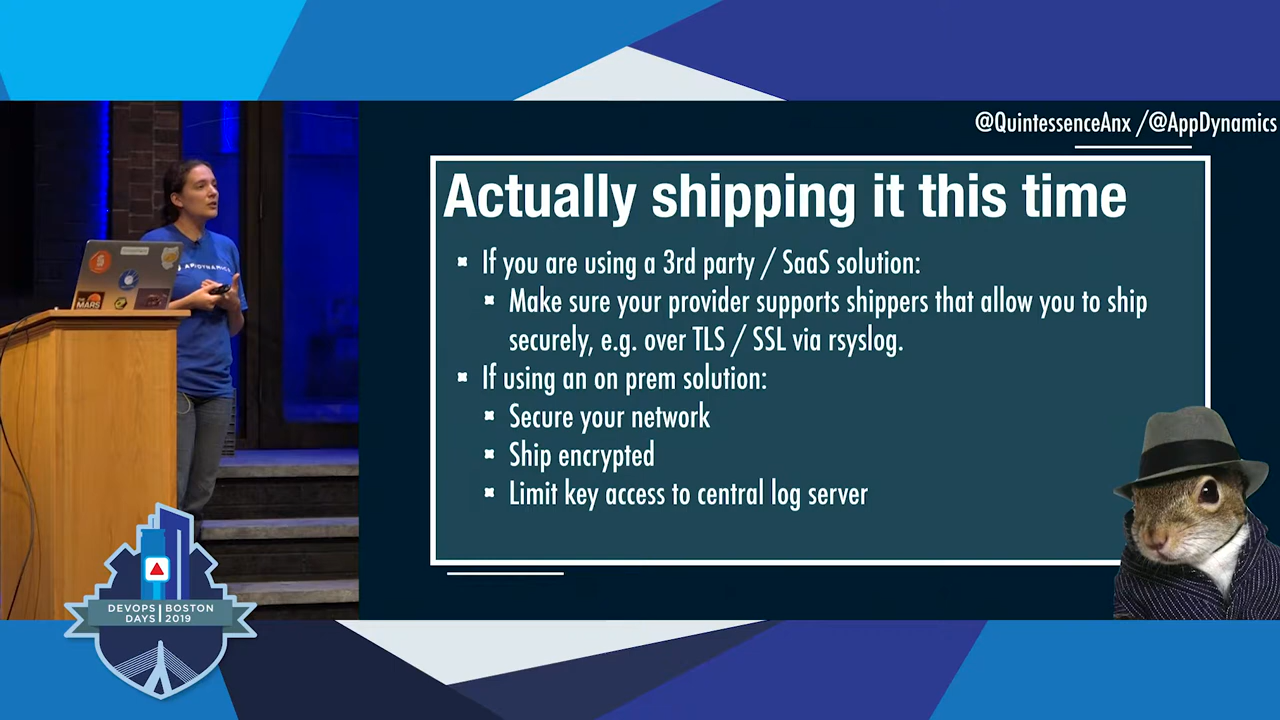 @QuintessenceAnx /@AppDynamics
Actually shipping it this time
If you are using a 3rd party / SaaS solution:
Make sure your provider supports shippers that allow you to ship
securely, e.g. over TLS / SSL via rsyslog.
If using an on prem solution:
Secure your network
Ship encrypted
Limit key access to central log server
APPDYNAMICS
MARS
DEVOPS BOSTON
DAYS 2019